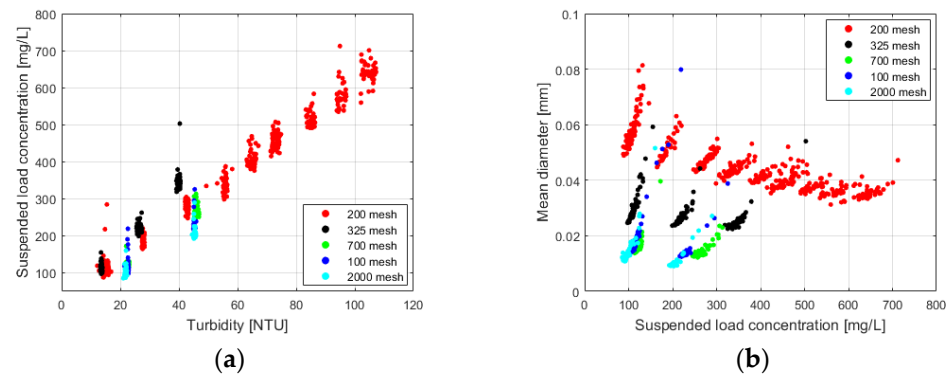 800
700
600
500
400
300
200
100
0 20 40 60 80 100 120
Suspended load concentration [mg/L]
Turbidity [NTU]
200 mesh
325 mesh
700 mesh
100 mesh
2000 mesh
(a)
0.1
0.08
0.06
0.04
0.02
0
0 100 200 300 400 500 600 700 800
Mean diameter [mm]
Suspended load concentration [mg/L]
200 mesh
325 mesh
700 mesh
100 mesh
2000 mesh
(b)